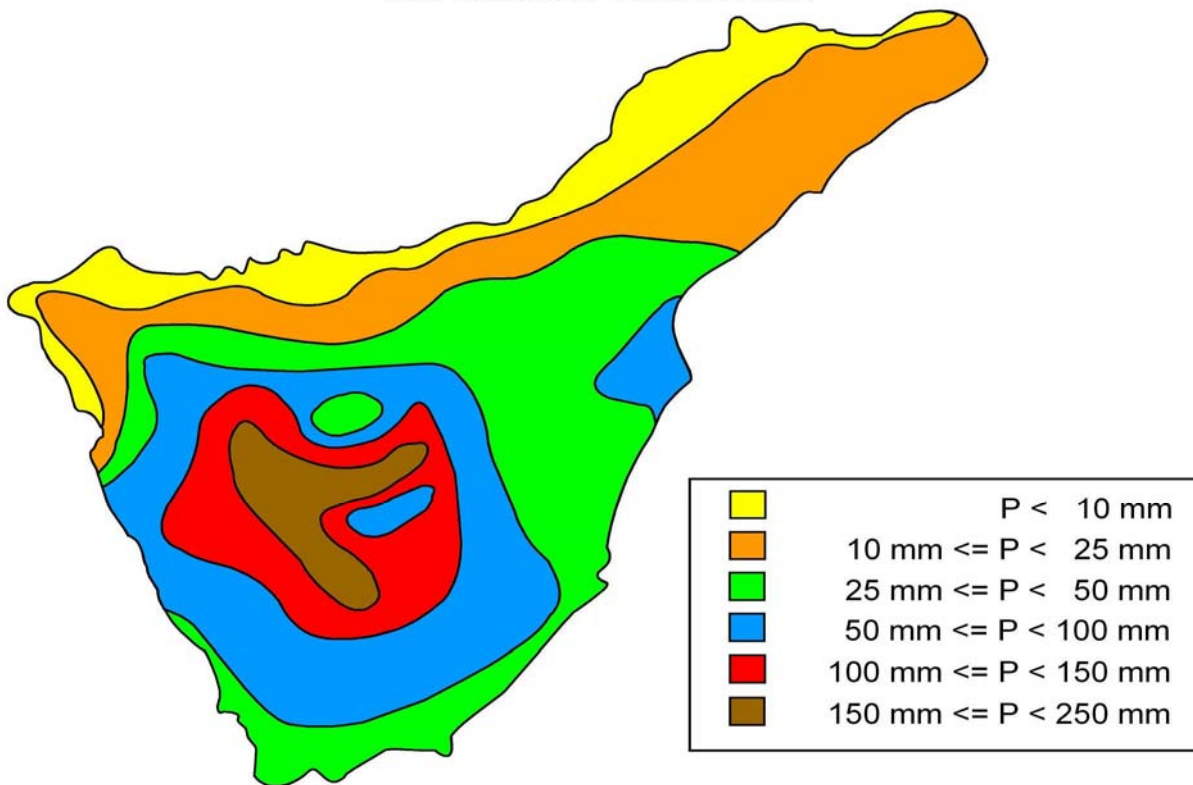 P < 10 mm
10 mm <= P < 25 mm
25 mm <= P < 50 mm
50 mm <= P < 100 mm
100 mm <= P < 150 mm
150 mm <= P < 250 mm